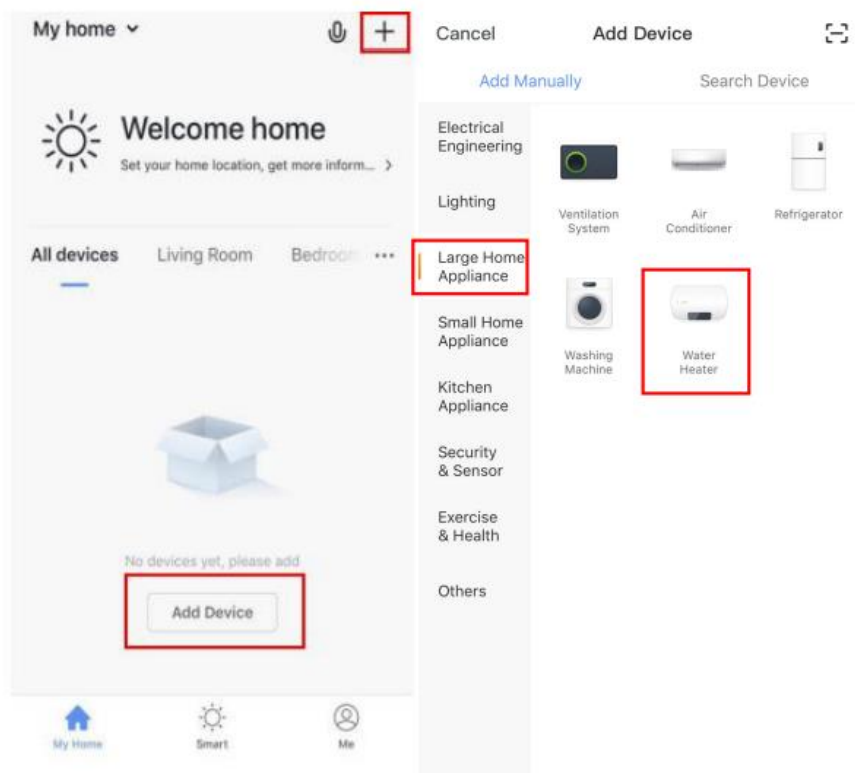 My home
Welcome home
Set your home location, get more inform...
All devices Living Room Bedroom
No devices yet, please add
Add Device
My Home Smart Me
Cancel Add Device
Add Manually Search Device
Electrical
Engineering
Lighting
Large Home
Appliance
Small Home
Appliance
Kitchen
Appliance
Security
& Sensor
Exercise
& Health
Others
Ventilation
System
Air
Conditioner
Refrigerator
Washing
Machine
Water
Heater